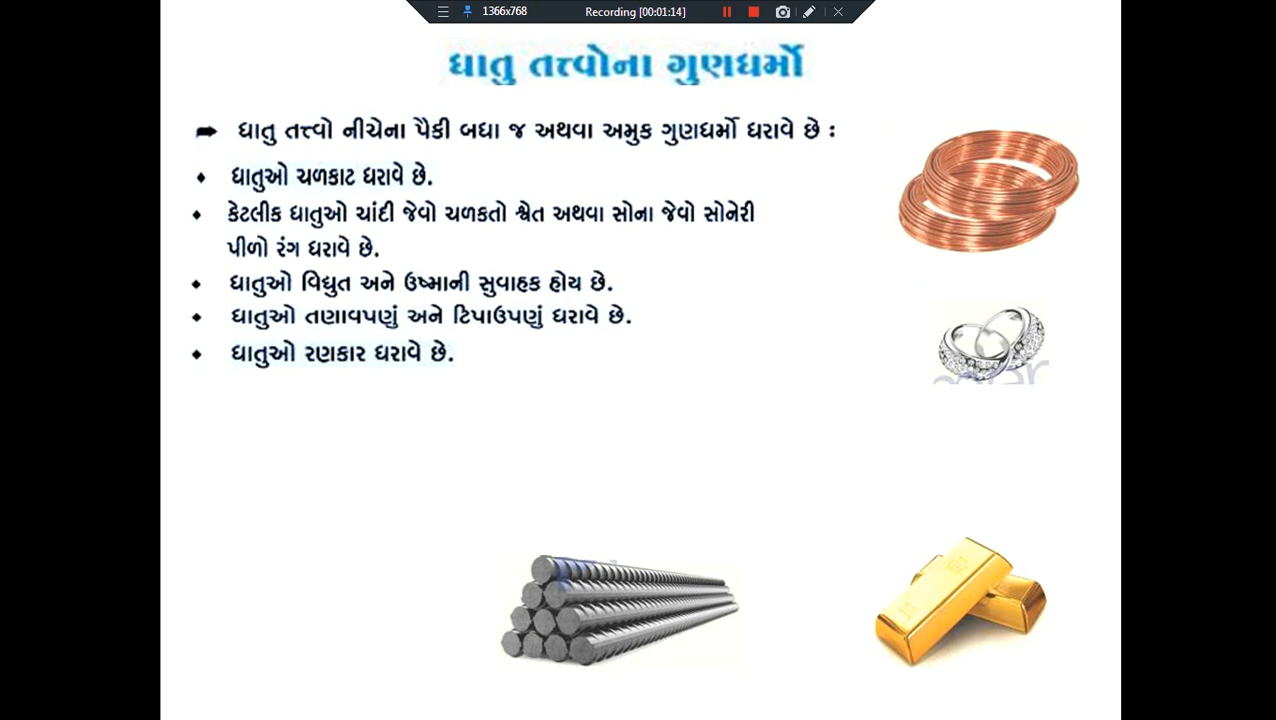 1366x768
Recording [00:01:14]
ધાતુ તત્ત્વોના ગુણધર્મો
➡ ધાતુ તત્ત્વો નીચેના પૈકી બધા જ અથવા અમુક ગુણધર્મો ધરાવે છે :
♦ ધાતુઓ ચળકાટ ધરાવે છે.
♦ કેટલીક ધાતુઓ ચાંદી જેવો ચળકતો શ્વેત અથવા સોના જેવો સોનેરી
પીળો રંગ ધરાવે છે.
♦ ધાતુઓ વિદ્યુત અને ઉષ્માની સુવાહક હોય છે.
♦ ધાતુઓ તણાવપણું અને ટિપાઉપણું ધરાવે છે.
♦ ધાતુઓ રણકાર ધરાવે છે.